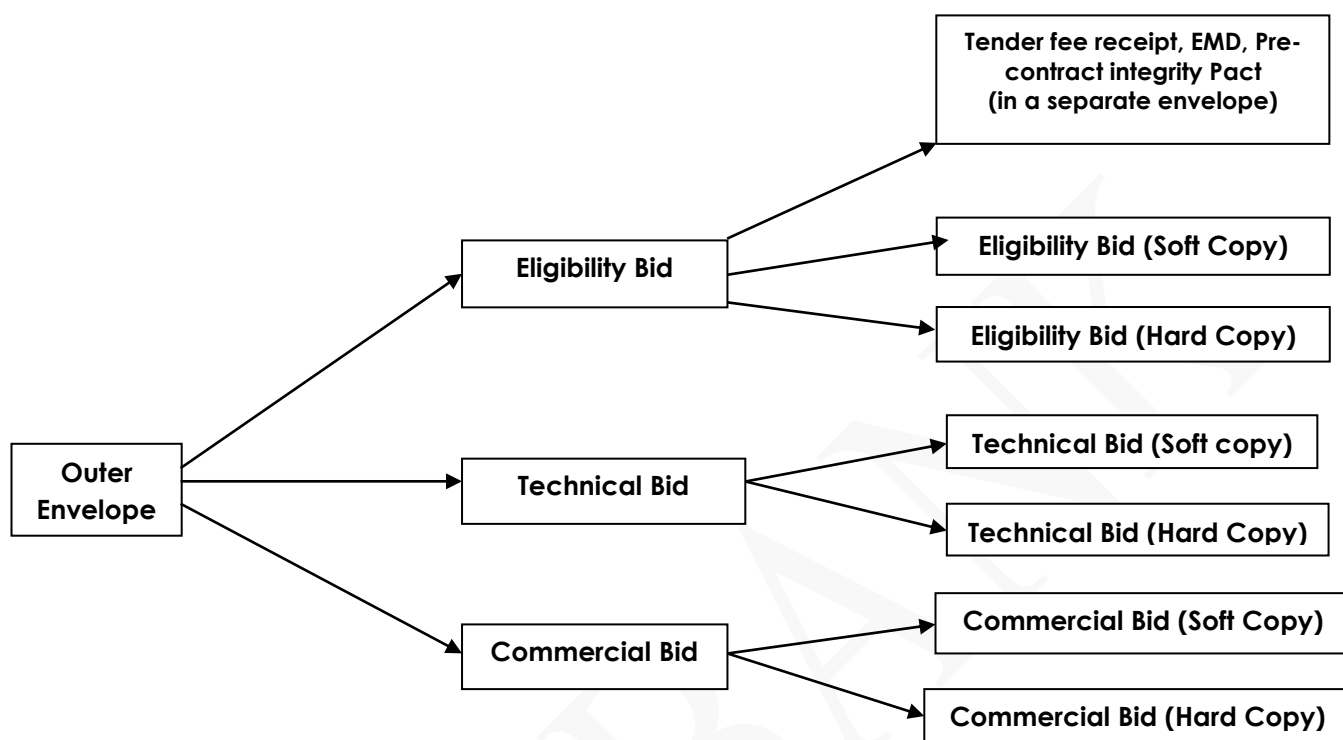 Tender fee receipt, EMD, Pre-
contract integrity Pact
(in a separate envelope)
Eligibility Bid
Eligibility Bid (Soft Copy)
Eligibility Bid (Hard Copy)
Outer
Envelope
Technical Bid
Technical Bid (Soft copy)
Technical Bid (Hard Copy)
Commercial Bid
Commercial Bid (Soft Copy)
Commercial Bid (Hard Copy)
BANK